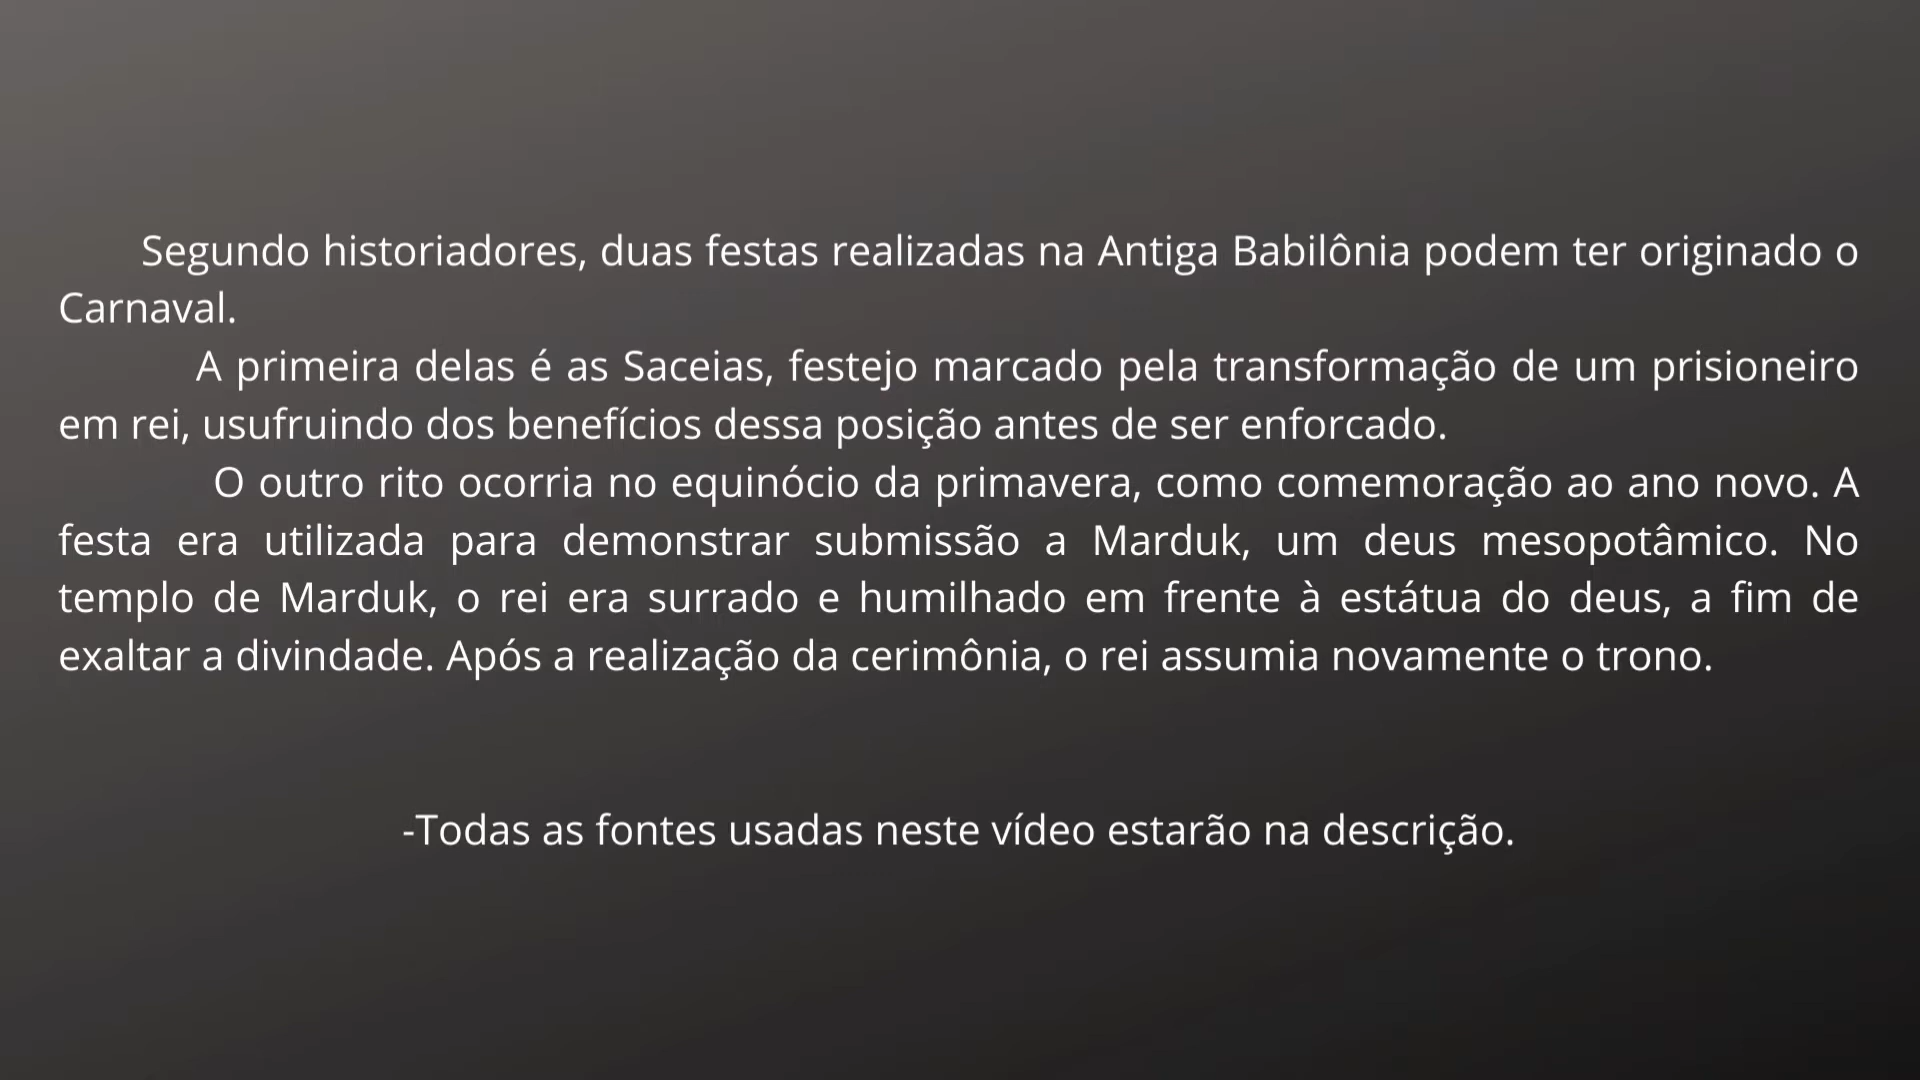 Segundo historiadores, duas festas realizadas na Antiga Babilônia podem ter originado o
Carnaval.
A primeira delas é as Saceias, festejo marcado pela transformação de um prisioneiro
em rei, usufruindo dos benefícios dessa posição antes de ser enforcado.
O outro rito ocorria no equinócio da primavera, como comemoração ao ano novo. A
festa era utilizada para demonstrar submissão a Marduk, um deus mesopotâmico. No
templo de Marduk, o rei era surrado e humilhado em frente à estátua do deus, a fim de
exaltar a divindade. Após a realização da cerimônia, o rei assumia novamente o trono.
-Todas as fontes usadas neste vídeo estarão na descrição.